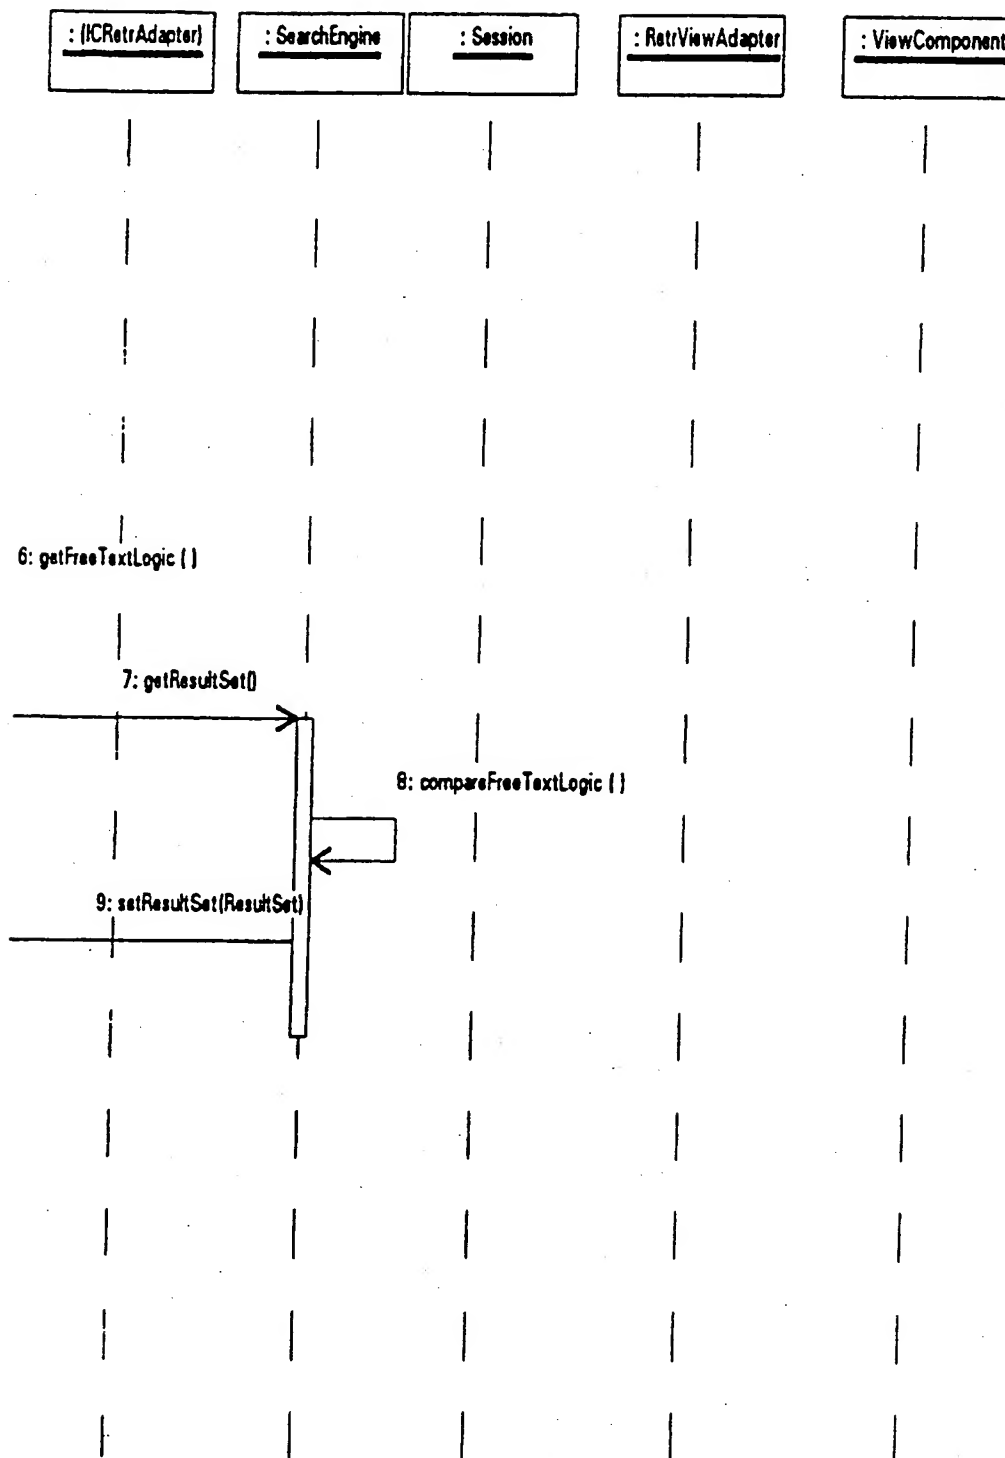 : (ICRetrAdapter)
: SearchEngine
: Session
: RetrViewAdapter
: ViewComponent
6: getFreeTextLogic ( )
7: getResultSet()
8: compareFreeTextLogic ( )
9: setResultSet(ResultSet)